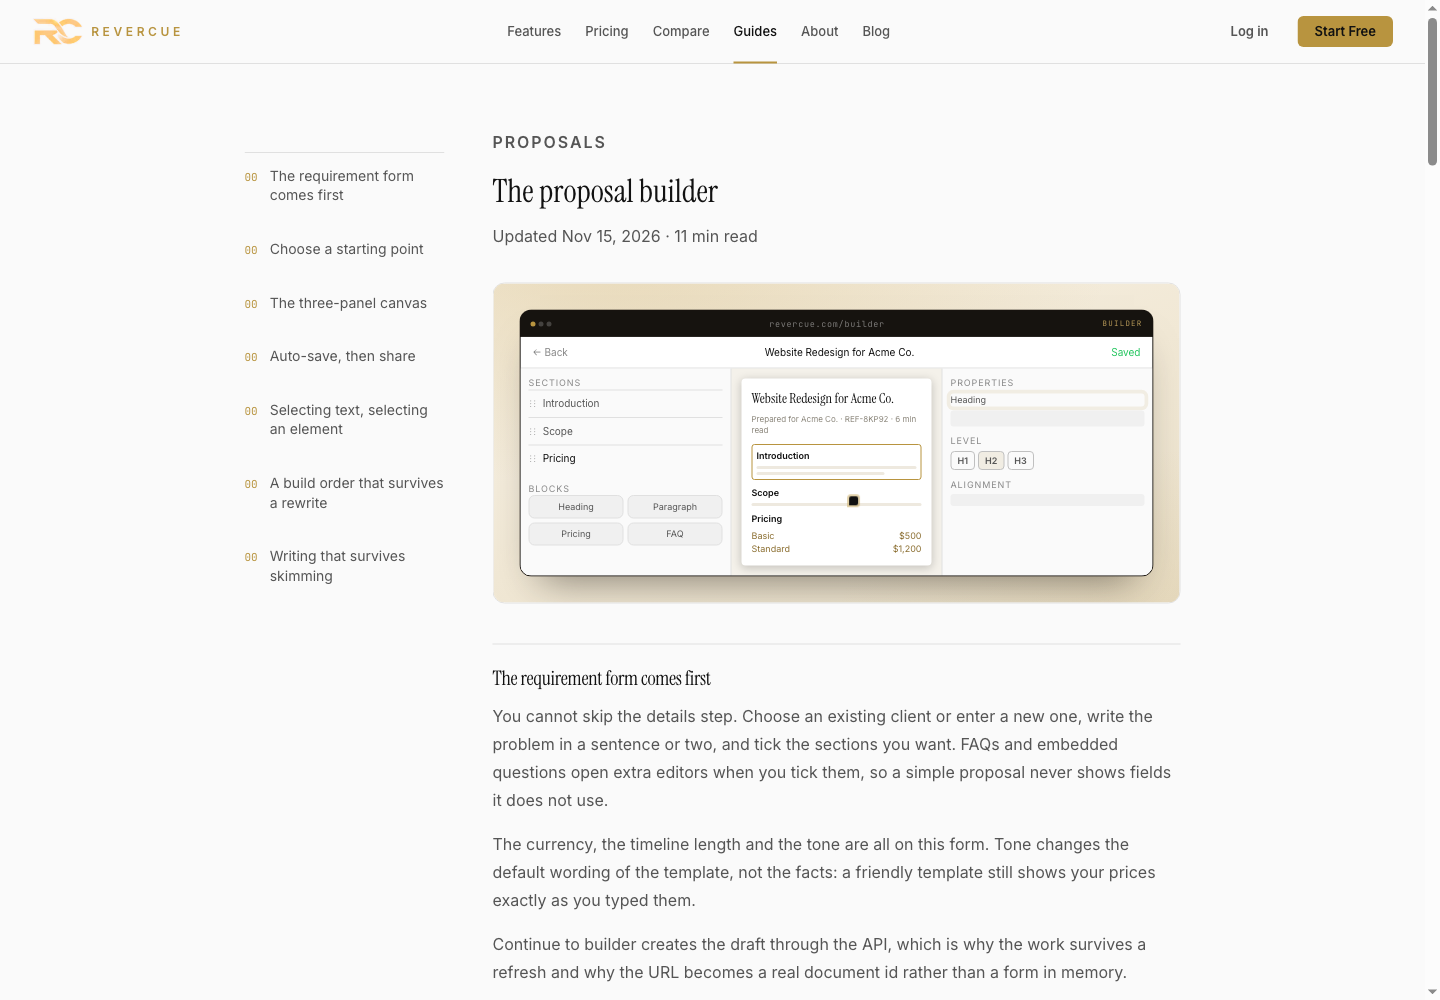 RC REVERCUE
Features Pricing Compare Guides About Blog
Log in
Start Free
00 The requirement form
comes first
00 Choose a starting point
00 The three-panel canvas
00 Auto-save, then share
00 Selecting text, selecting
an element
00 A build order that survives
a rewrite
00 Writing that survives
skimming
PROPOSALS
The proposal builder
Updated Nov 15, 2026 · 11 min read
revercue.com/builder
BUILDER
← Back
Website Redesign for Acme Co.
Saved
SECTIONS
Introduction
Scope
Pricing
BLOCKS
Heading Paragraph
Pricing FAQ
Website Redesign for Acme Co.
Prepared for Acme Co. · REF-8KP92 · 6 min
read
Introduction
Scope
Pricing
Basic $500
Standard $1,200
PROPERTIES
Heading
LEVEL
H1 H2 H3
ALIGNMENT
The requirement form comes first
You cannot skip the details step. Choose an existing client or enter a new one, write the
problem in a sentence or two, and tick the sections you want. FAQs and embedded
questions open extra editors when you tick them, so a simple proposal never shows fields
it does not use.
The currency, the timeline length and the tone are all on this form. Tone changes the
default wording of the template, not the facts: a friendly template still shows your prices
exactly as you typed them.
Continue to builder creates the draft through the API, which is why the work survives a
refresh and why the URL becomes a real document id rather than a form in memory.